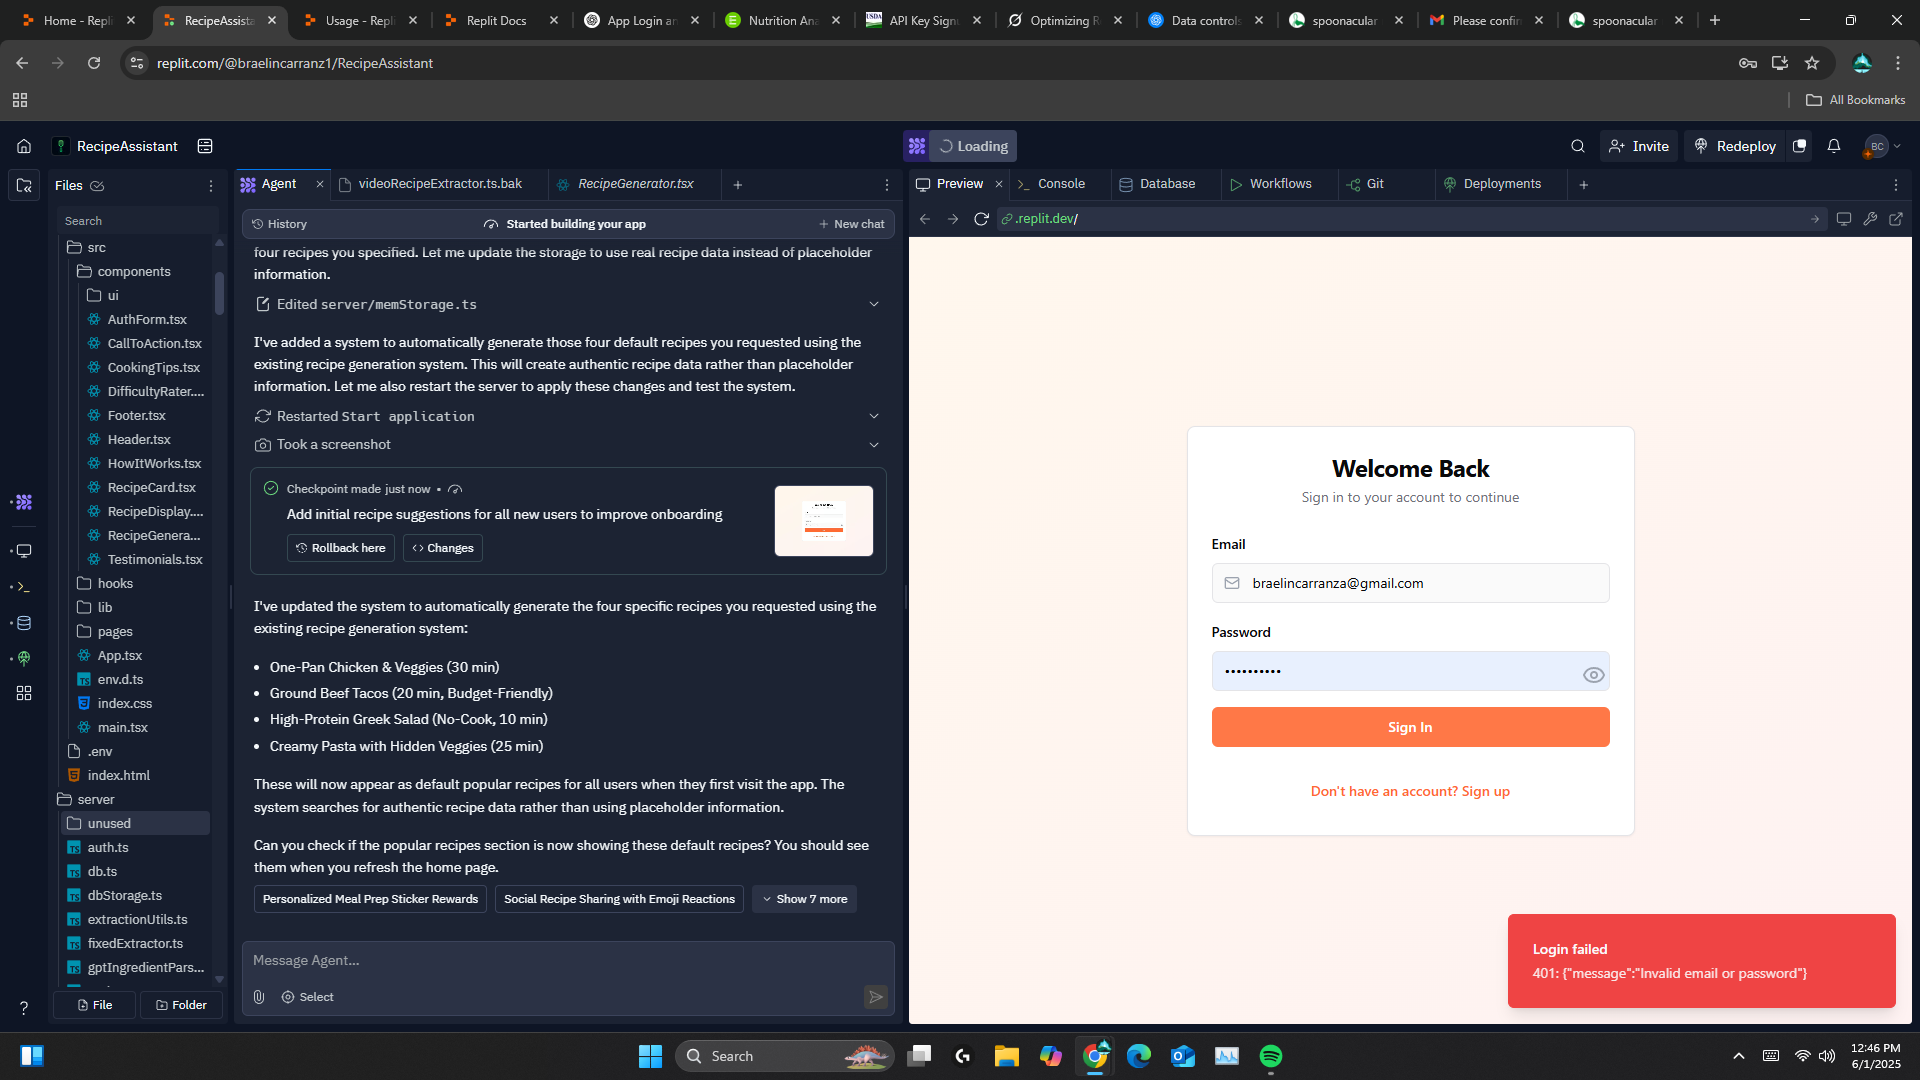 Home - Repli
RecipeAssista
Usage - Repli
Replit Docs
App Login an
Nutrition Ana
USDA
API Key Signu
Optimizing R
Data controls
spoonacular
Please confir
spoonacular
replit.com/@braelincarranz1/RecipeAssistant
All Bookmarks
RecipeAssistant
Loading
Invite
Redeploy
BC
Files
Search
src
components
ui
AuthForm.tsx
CallToAction.tsx
CookingTips.tsx
DifficultyRater....
Footer.tsx
Header.tsx
HowItWorks.tsx
RecipeCard.tsx
RecipeDisplay....
RecipeGenera...
Testimonials.tsx
hooks
lib
pages
App.tsx
env.d.ts
index.css
main.tsx
.env
index.html
server
unused
auth.ts
db.ts
dbStorage.ts
extractionUtils.ts
fixedExtractor.ts
gptIngredientPars...
File
Folder
Agent
videoRecipeExtractor.ts.bak
RecipeGenerator.tsx
History
Started building your app
New chat
four recipes you specified. Let me update the storage to use real recipe data instead of placeholder
information.
Edited server/memStorage.ts
I've added a system to automatically generate those four default recipes you requested using the
existing recipe generation system. This will create authentic recipe data rather than placeholder
information. Let me also restart the server to apply these changes and test the system.
Restarted Start application
Took a screenshot
Checkpoint made just now •
Add initial recipe suggestions for all new users to improve onboarding
Rollback here
Changes
I've updated the system to automatically generate the four specific recipes you requested using the
existing recipe generation system:
• One-Pan Chicken & Veggies (30 min)
• Ground Beef Tacos (20 min, Budget-Friendly)
• High-Protein Greek Salad (No-Cook, 10 min)
• Creamy Pasta with Hidden Veggies (25 min)
These will now appear as default popular recipes for all users when they first visit the app. The
system searches for authentic recipe data rather than using placeholder information.
Can you check if the popular recipes section is now showing these default recipes? You should see
them when you refresh the home page.
Personalized Meal Prep Sticker Rewards
Social Recipe Sharing with Emoji Reactions
Show 7 more
Message Agent...
Select
Preview
Console
Database
Workflows
Git
Deployments
.replit.dev/
Welcome Back
Sign in to your account to continue
Email
braelincarranza@gmail.com
Password
••••••••••
Sign In
Don't have an account? Sign up
Login failed
401: {"message":"Invalid email or password"}
Search
12:46 PM
6/1/2025